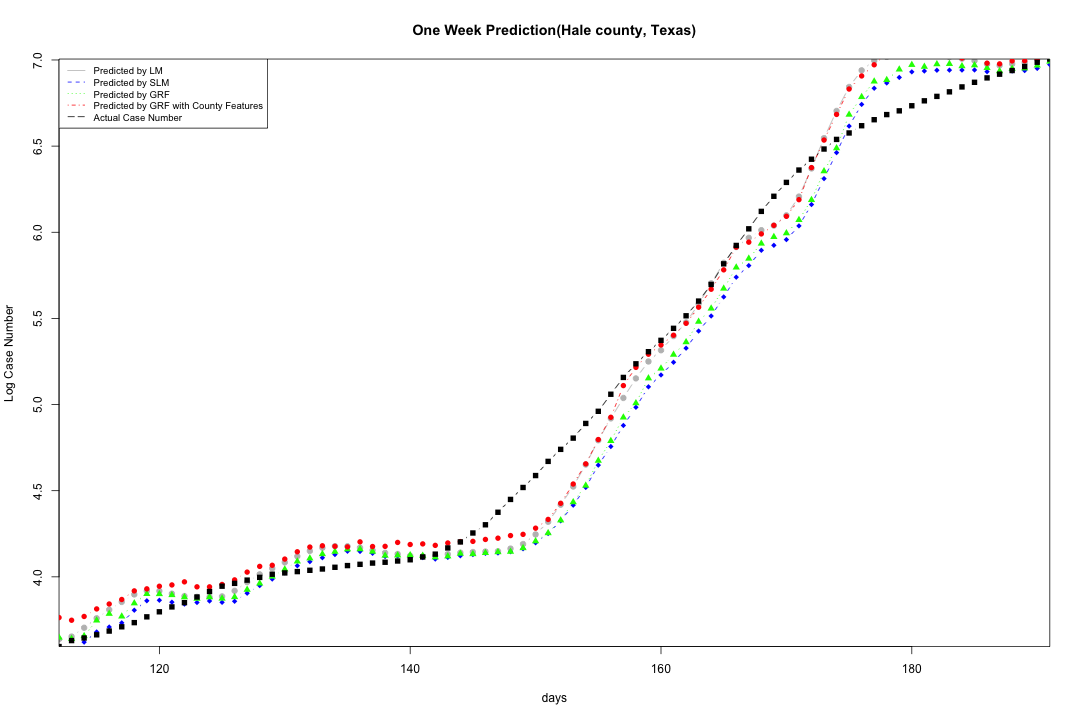 One Week Prediction(Hale county, Texas)
7.0
Predicted by LM
Predicted by SLM
Predicted by GRF
Predicted by GRF with County Features
Actual Case Number
6.5
6.0
5.5
5.0
4.5
4.0
Log Case Number
120 140 160 180
days